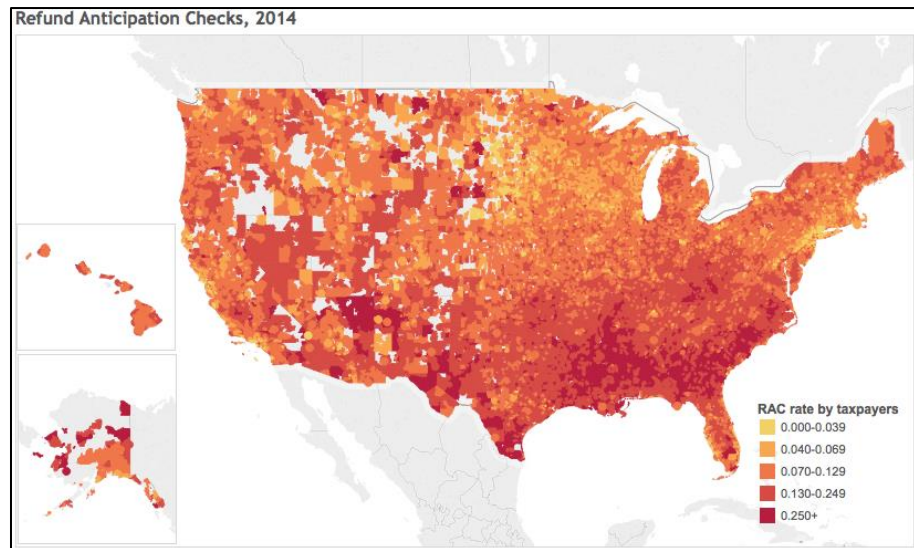 Refund Anticipation Checks, 2014
RAC rate by taxpayers
0.000-0.039
0.040-0.069
0.070-0.129
0.130-0.249
0.250+